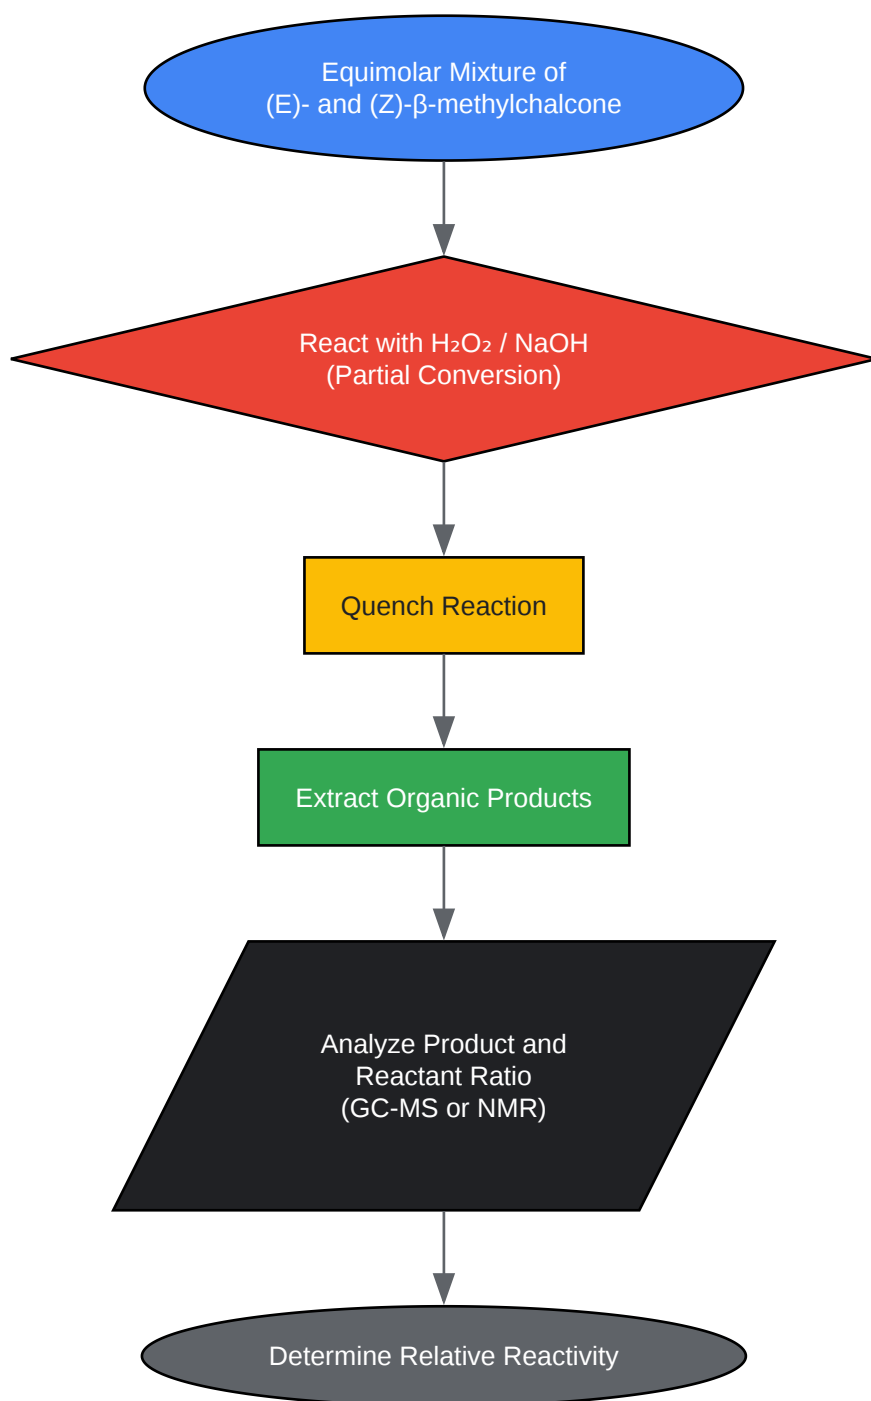 Equimolar Mixture of
(E)- and (Z)-β-methylchalcone
React with H₂O₂ / NaOH
(Partial Conversion)
Quench Reaction
Extract Organic Products
Analyze Product and
Reactant Ratio
(GC-MS or NMR)
Determine Relative Reactivity